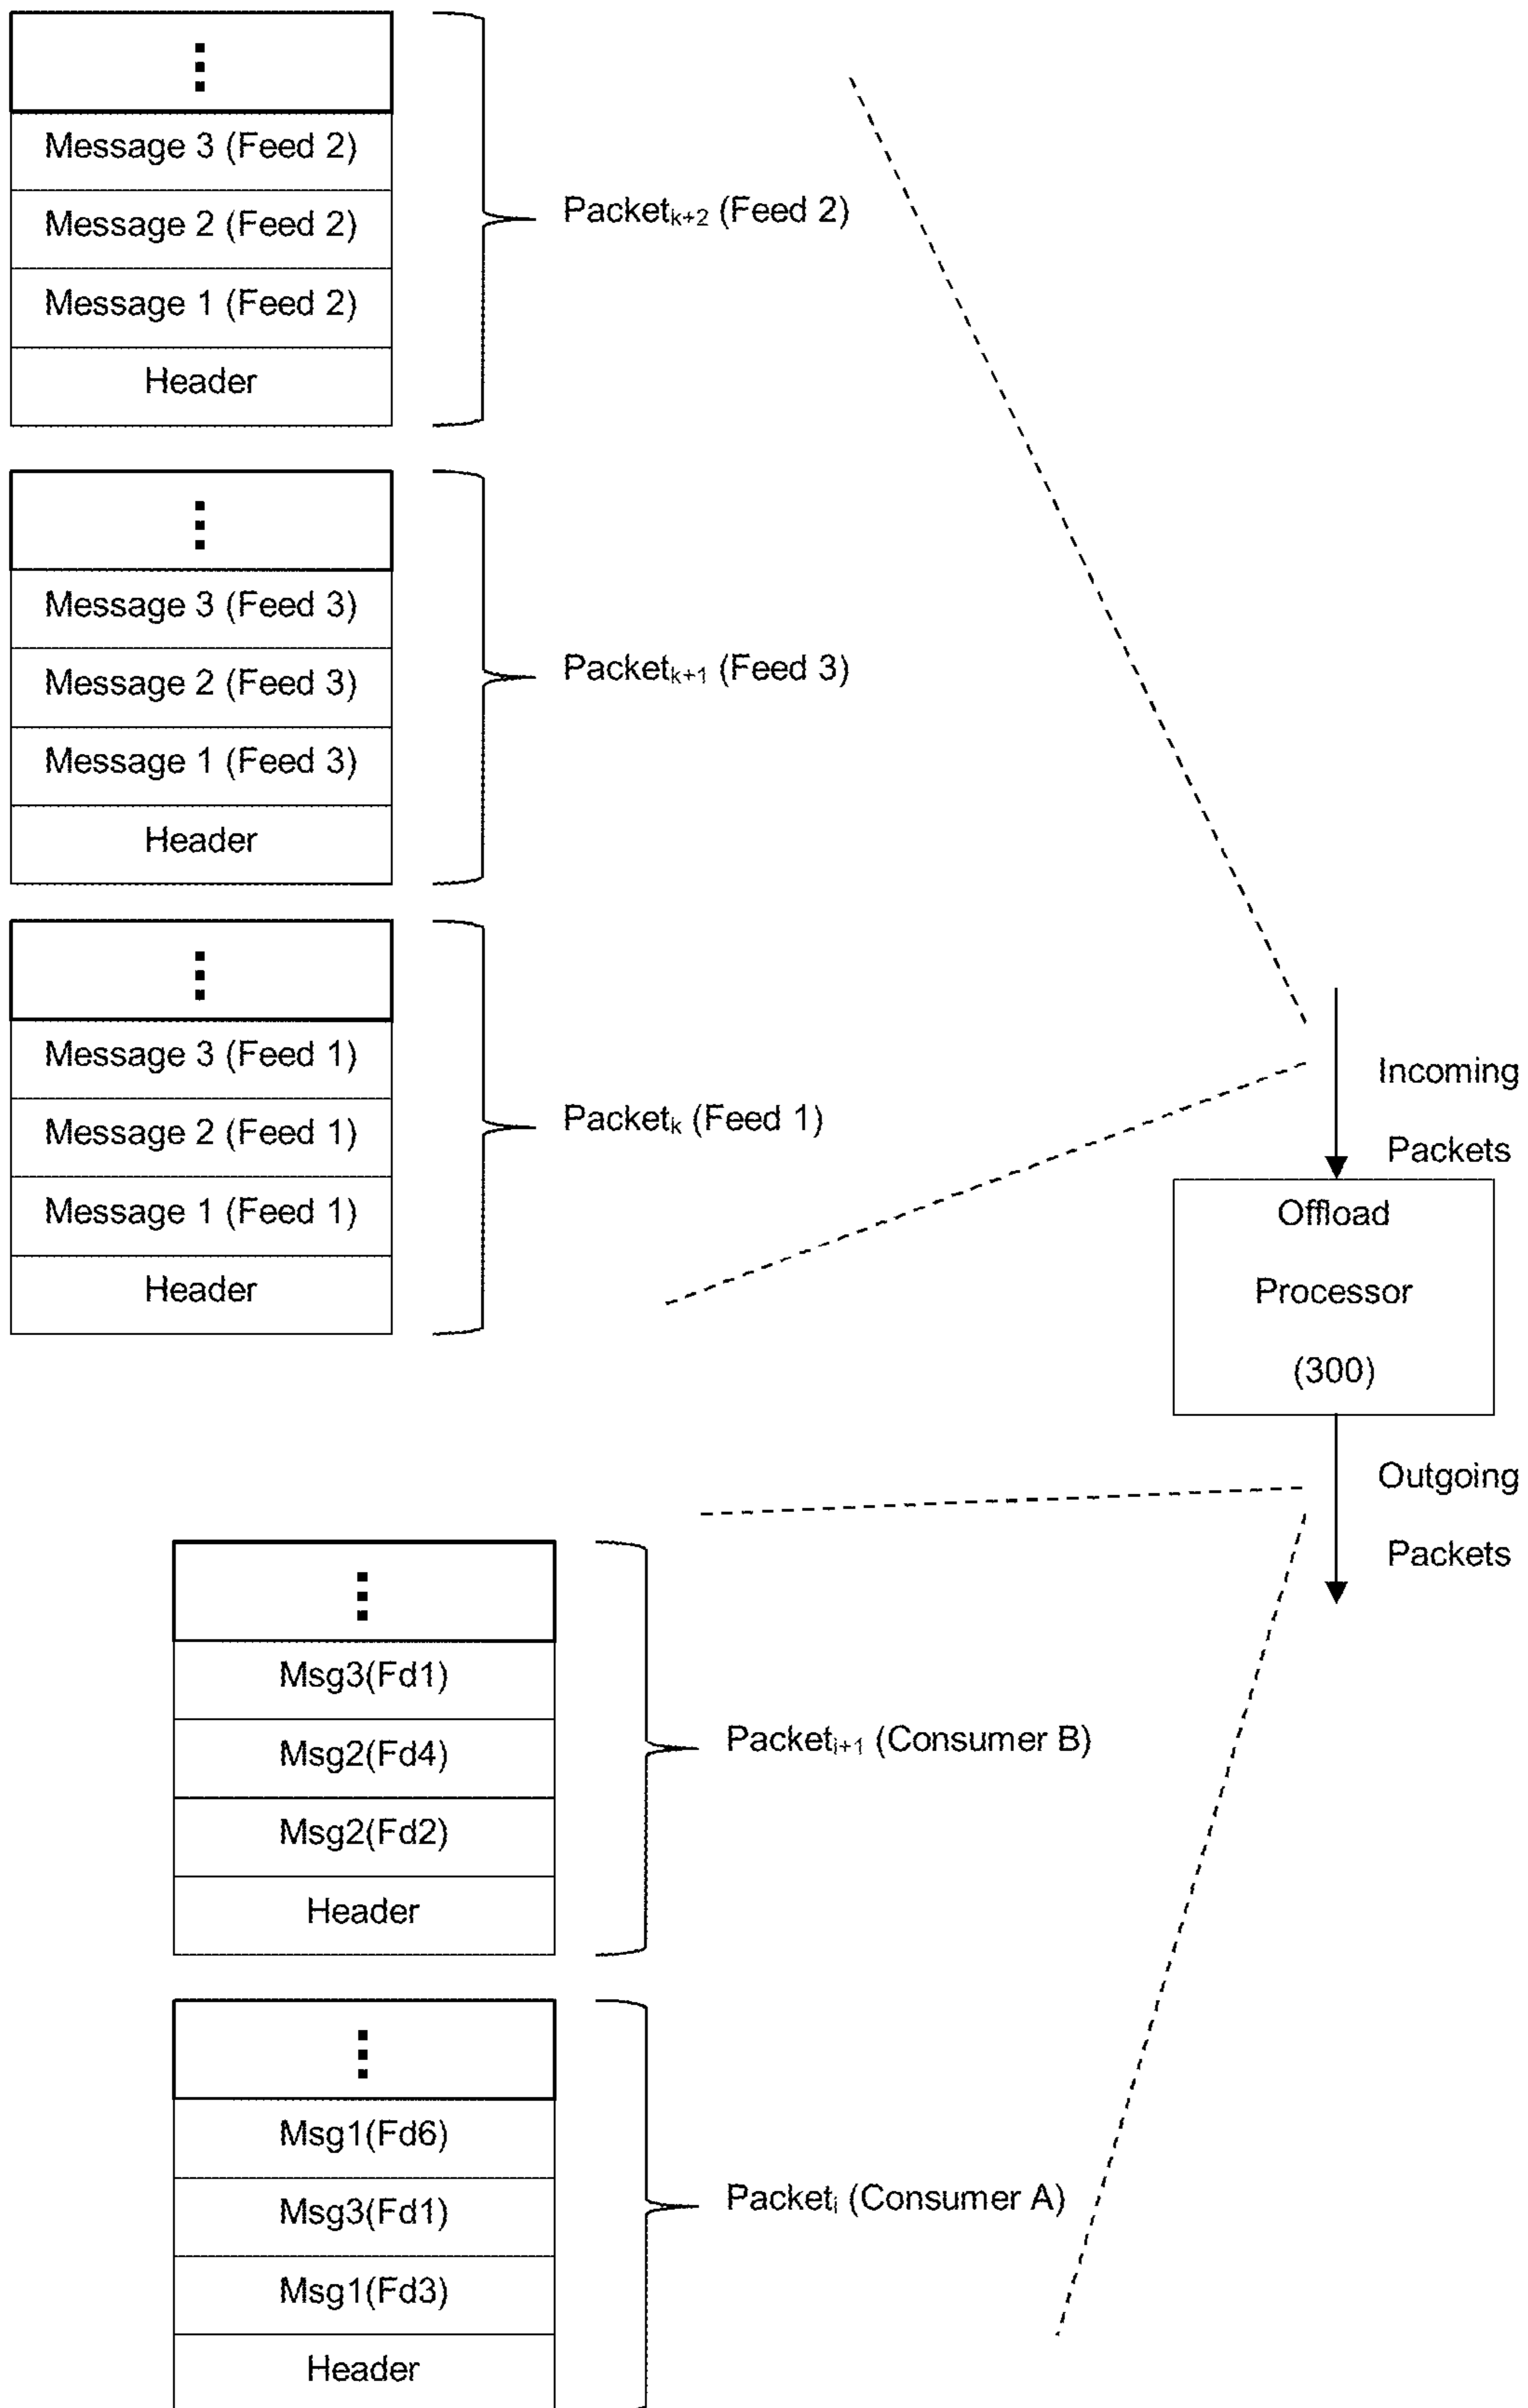 Message 3 (Feed 2)
Message 2 (Feed 2)
Message 1 (Feed 2)
Header
Packetk+2 (Feed 2)
Message 3 (Feed 3)
Message 2 (Feed 3)
Message 1 (Feed 3)
Header
Packetk+1 (Feed 3)
Message 3 (Feed 1)
Message 2 (Feed 1)
Message 1 (Feed 1)
Header
Packetk (Feed 1)
Incoming
Packets
Offload
Processor
(300)
Outgoing
Packets
Msg3(Fd1)
Msg2(Fd4)
Msg2(Fd2)
Header
Packeti+1 (Consumer B)
Msg1(Fd6)
Msg3(Fd1)
Msg1(Fd3)
Header
Packeti (Consumer A)